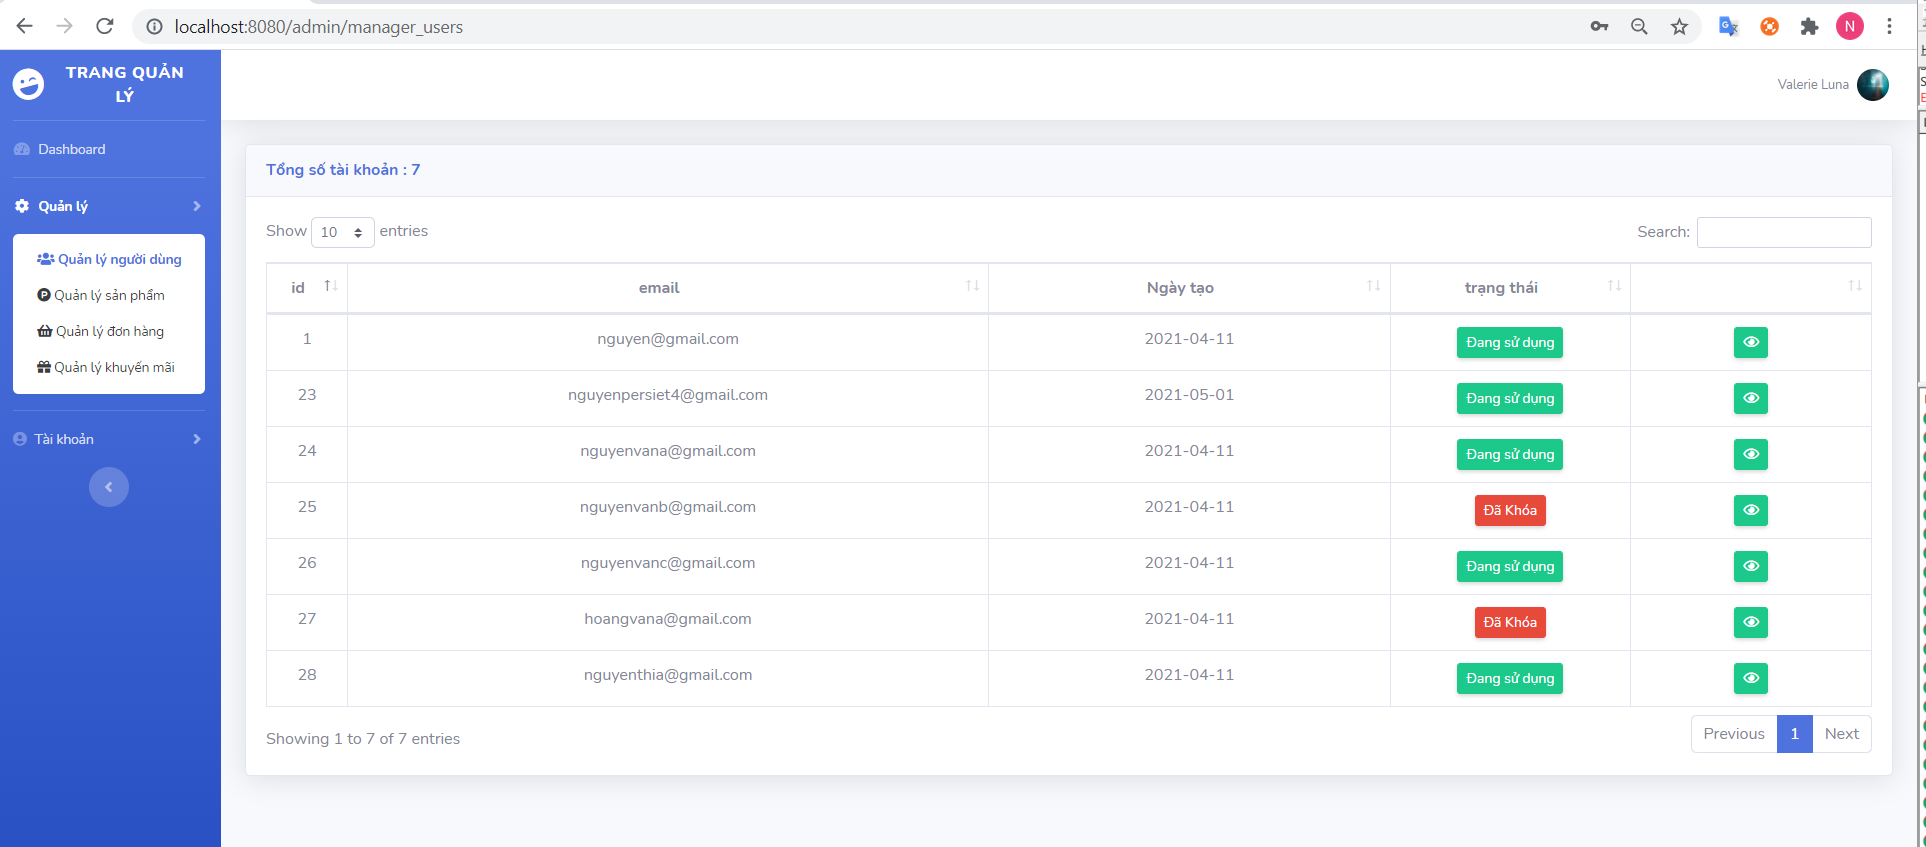 localhost:8080/admin/manager_users
N
TRANG QUẢN
LÝ
Valerie Luna
Dashboard
Quản lý
Quản lý người dùng
Quản lý sản phẩm
Quản lý đơn hàng
Quản lý khuyến mãi
Tài khoản
Tổng số tài khoản : 7
Show 10 entries
Search:
id email Ngày tạo trạng thái
1 nguyen@gmail.com 2021-04-11 Đang sử dụng
23 nguyenpersiet4@gmail.com 2021-05-01 Đang sử dụng
24 nguyenvana@gmail.com 2021-04-11 Đang sử dụng
25 nguyenvanb@gmail.com 2021-04-11 Đã Khóa
26 nguyenvanc@gmail.com 2021-04-11 Đang sử dụng
27 hoangvana@gmail.com 2021-04-11 Đã Khóa
28 nguyenthia@gmail.com 2021-04-11 Đang sử dụng
Showing 1 to 7 of 7 entries
Previous 1 Next